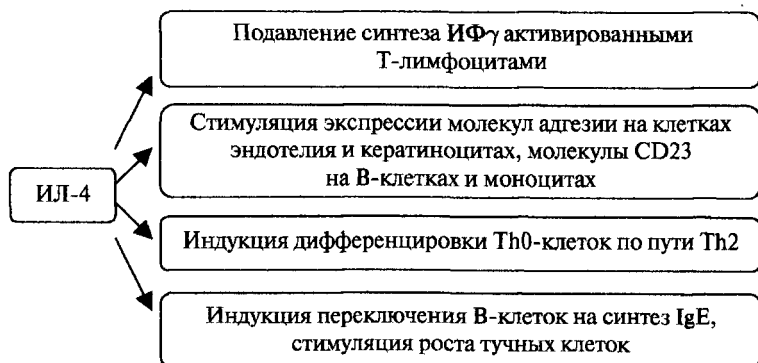 Подавление синтеза ИФγ активированными
Т-лимфоцитами
Стимуляция экспрессии молекул адгезии на клетках
эндотелия и кератиноцитах, молекулы CD23
на В-клетках и моноцитах
ИЛ-4
Индукция дифференцировки Th0-клеток по пути Th2
Индукция переключения В-клеток на синтез IgE,
стимуляция роста тучных клеток